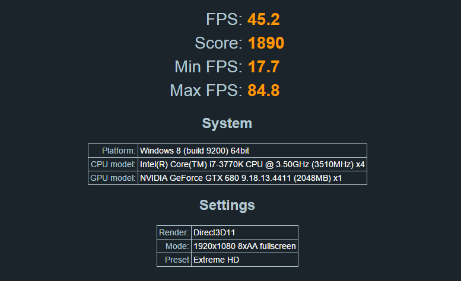 FPS: 45.2
Score: 1890
Min FPS: 17.7
Max FPS: 84.8
System
Platform: Windows 8 (build 9200) 64bit
CPU model: Intel(R) Core(TM) i7-3770K CPU @ 3.50GHz (3510MHz) x4
GPU model: NVIDIA GeForce GTX 680 9.18.13.4411 (2048MB) x1
Settings
Render: Direct3D11
Mode: 1920x1080 8xAA fullscreen
Preset Extreme HD